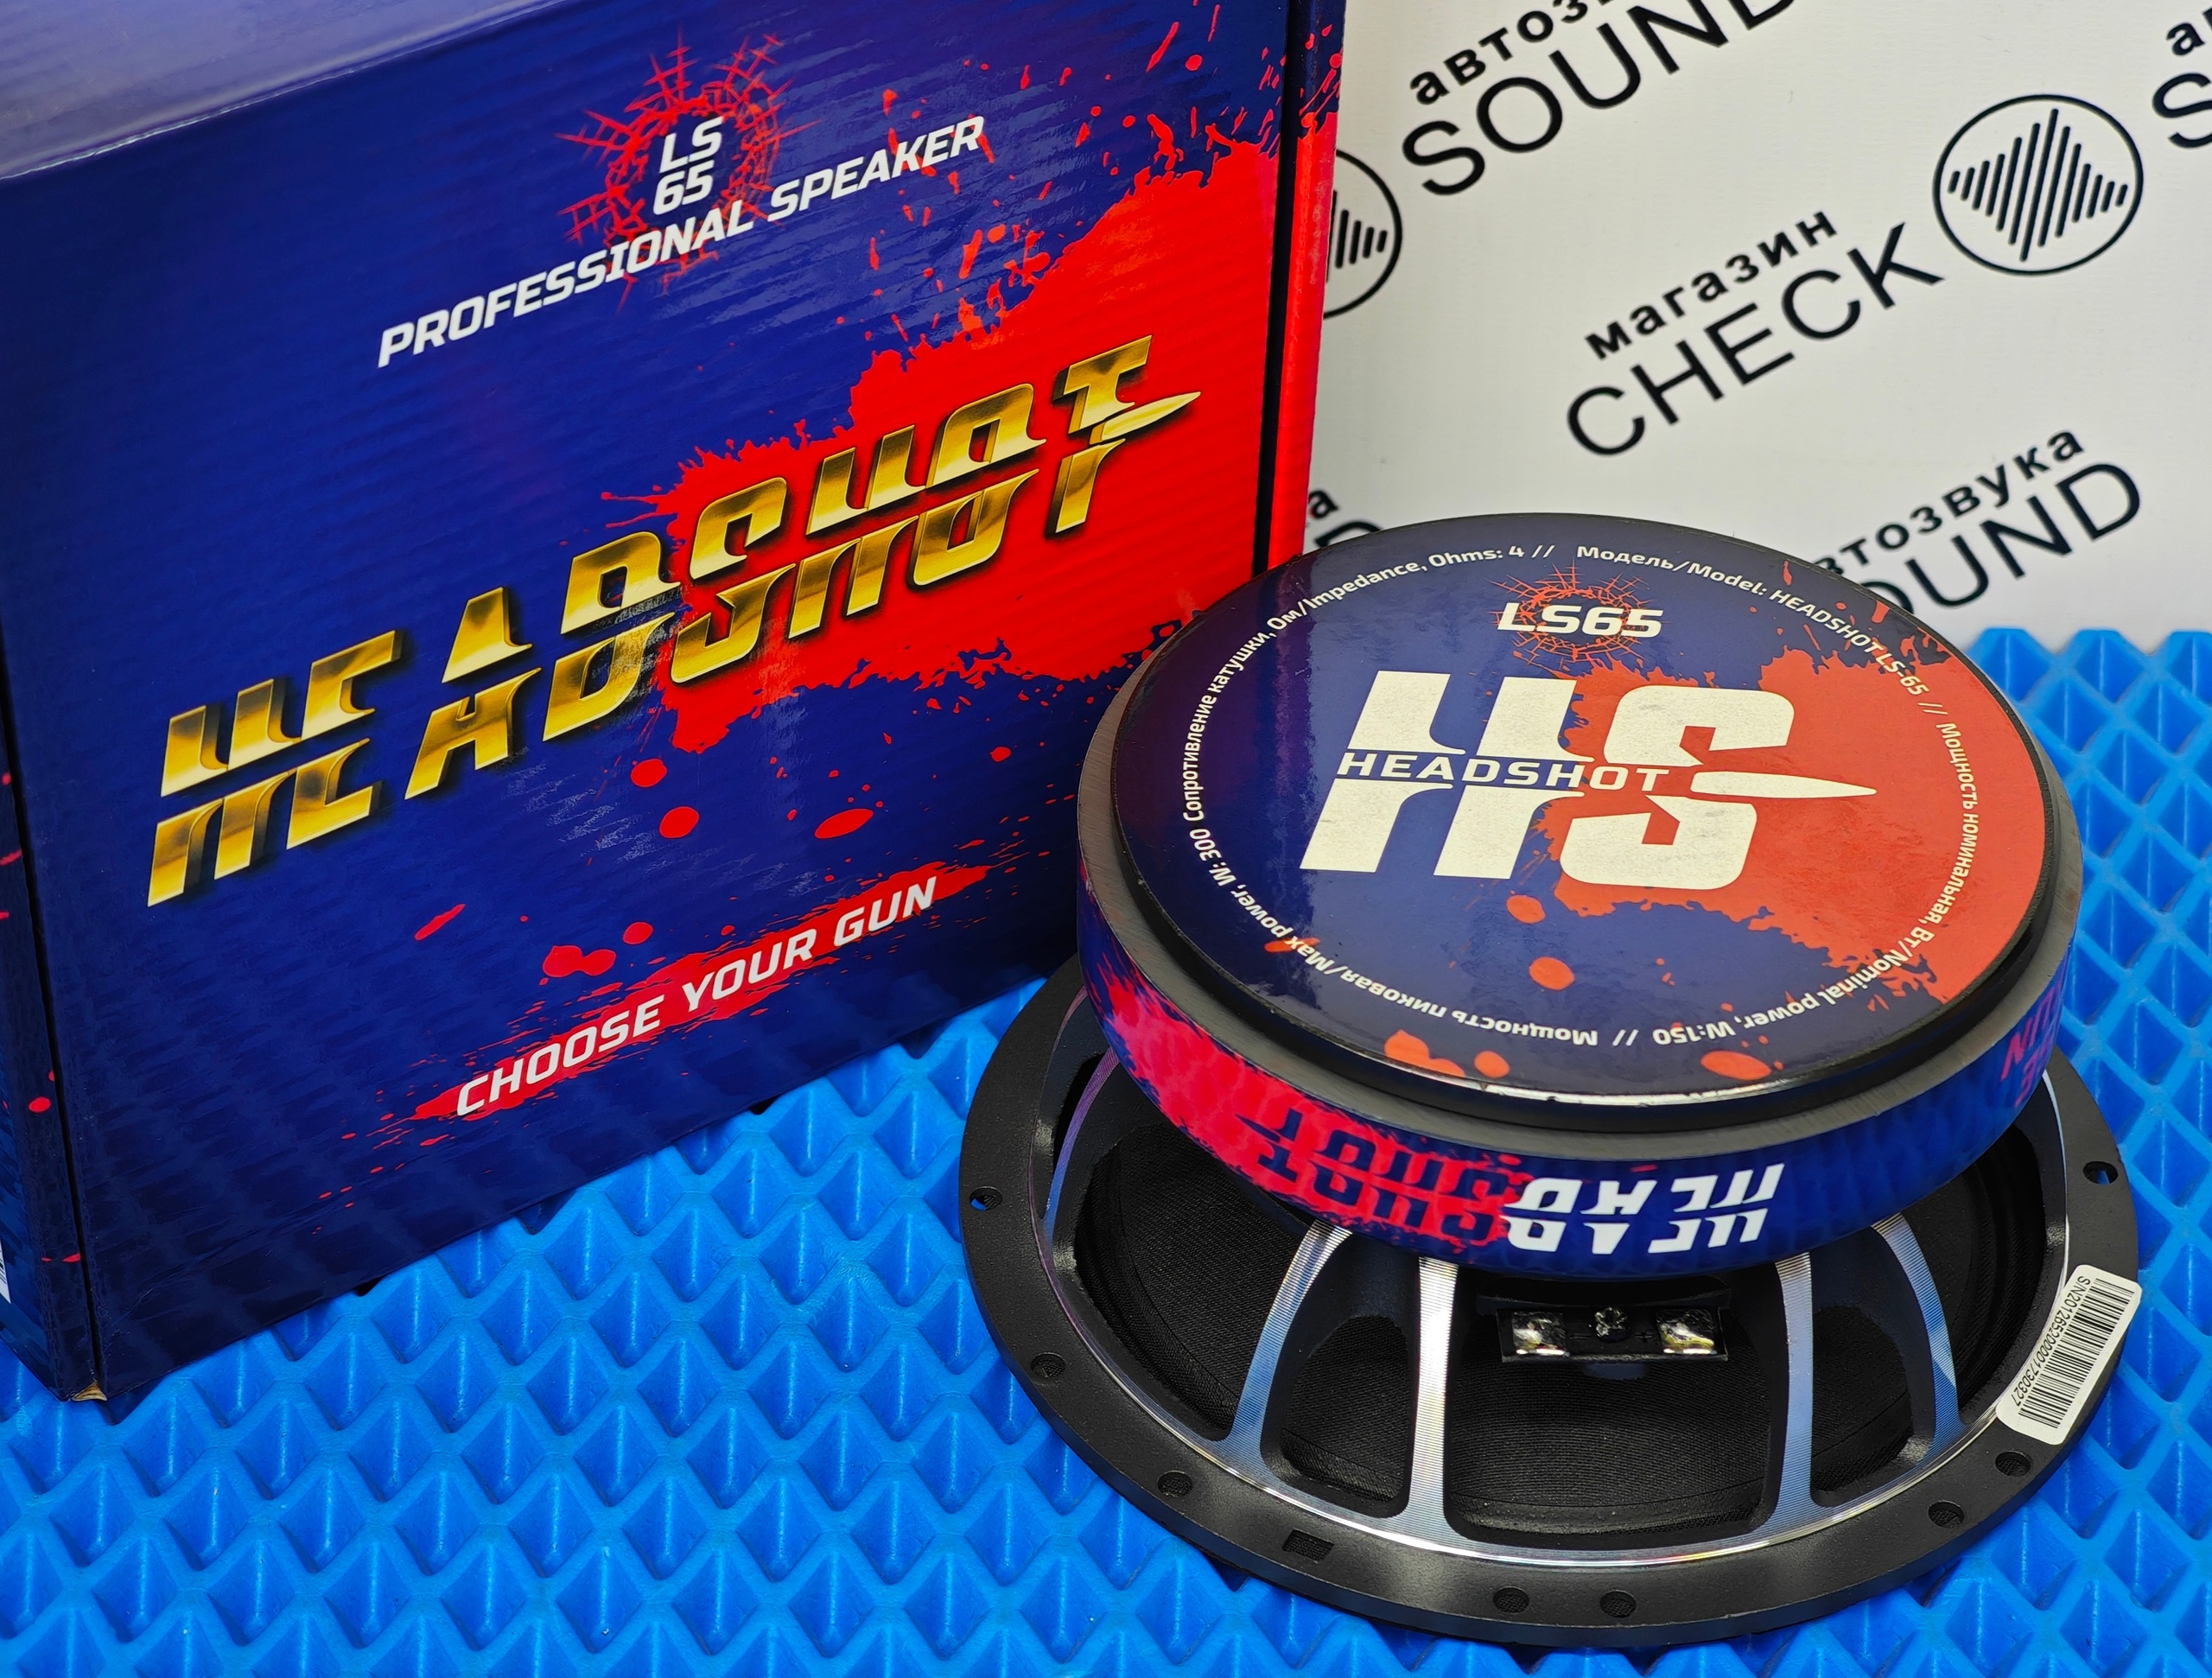 LS
65
PROFESSIONAL SPEAKER
HEADSHOT
CHOOSE YOUR GUN
SOUND
магазин
CHECK
автозвука
SOUND
Сопротивление катушки, Ом/Impedance, Ohms: 4 // Модель/Model: HEADSHOT LS-65 // Мощность номинальная, Вт/Nominal power, W:150 // Мощность пиковая/Max power, W: 300
LS65
HS
HEADSHOT
HEADSHOT